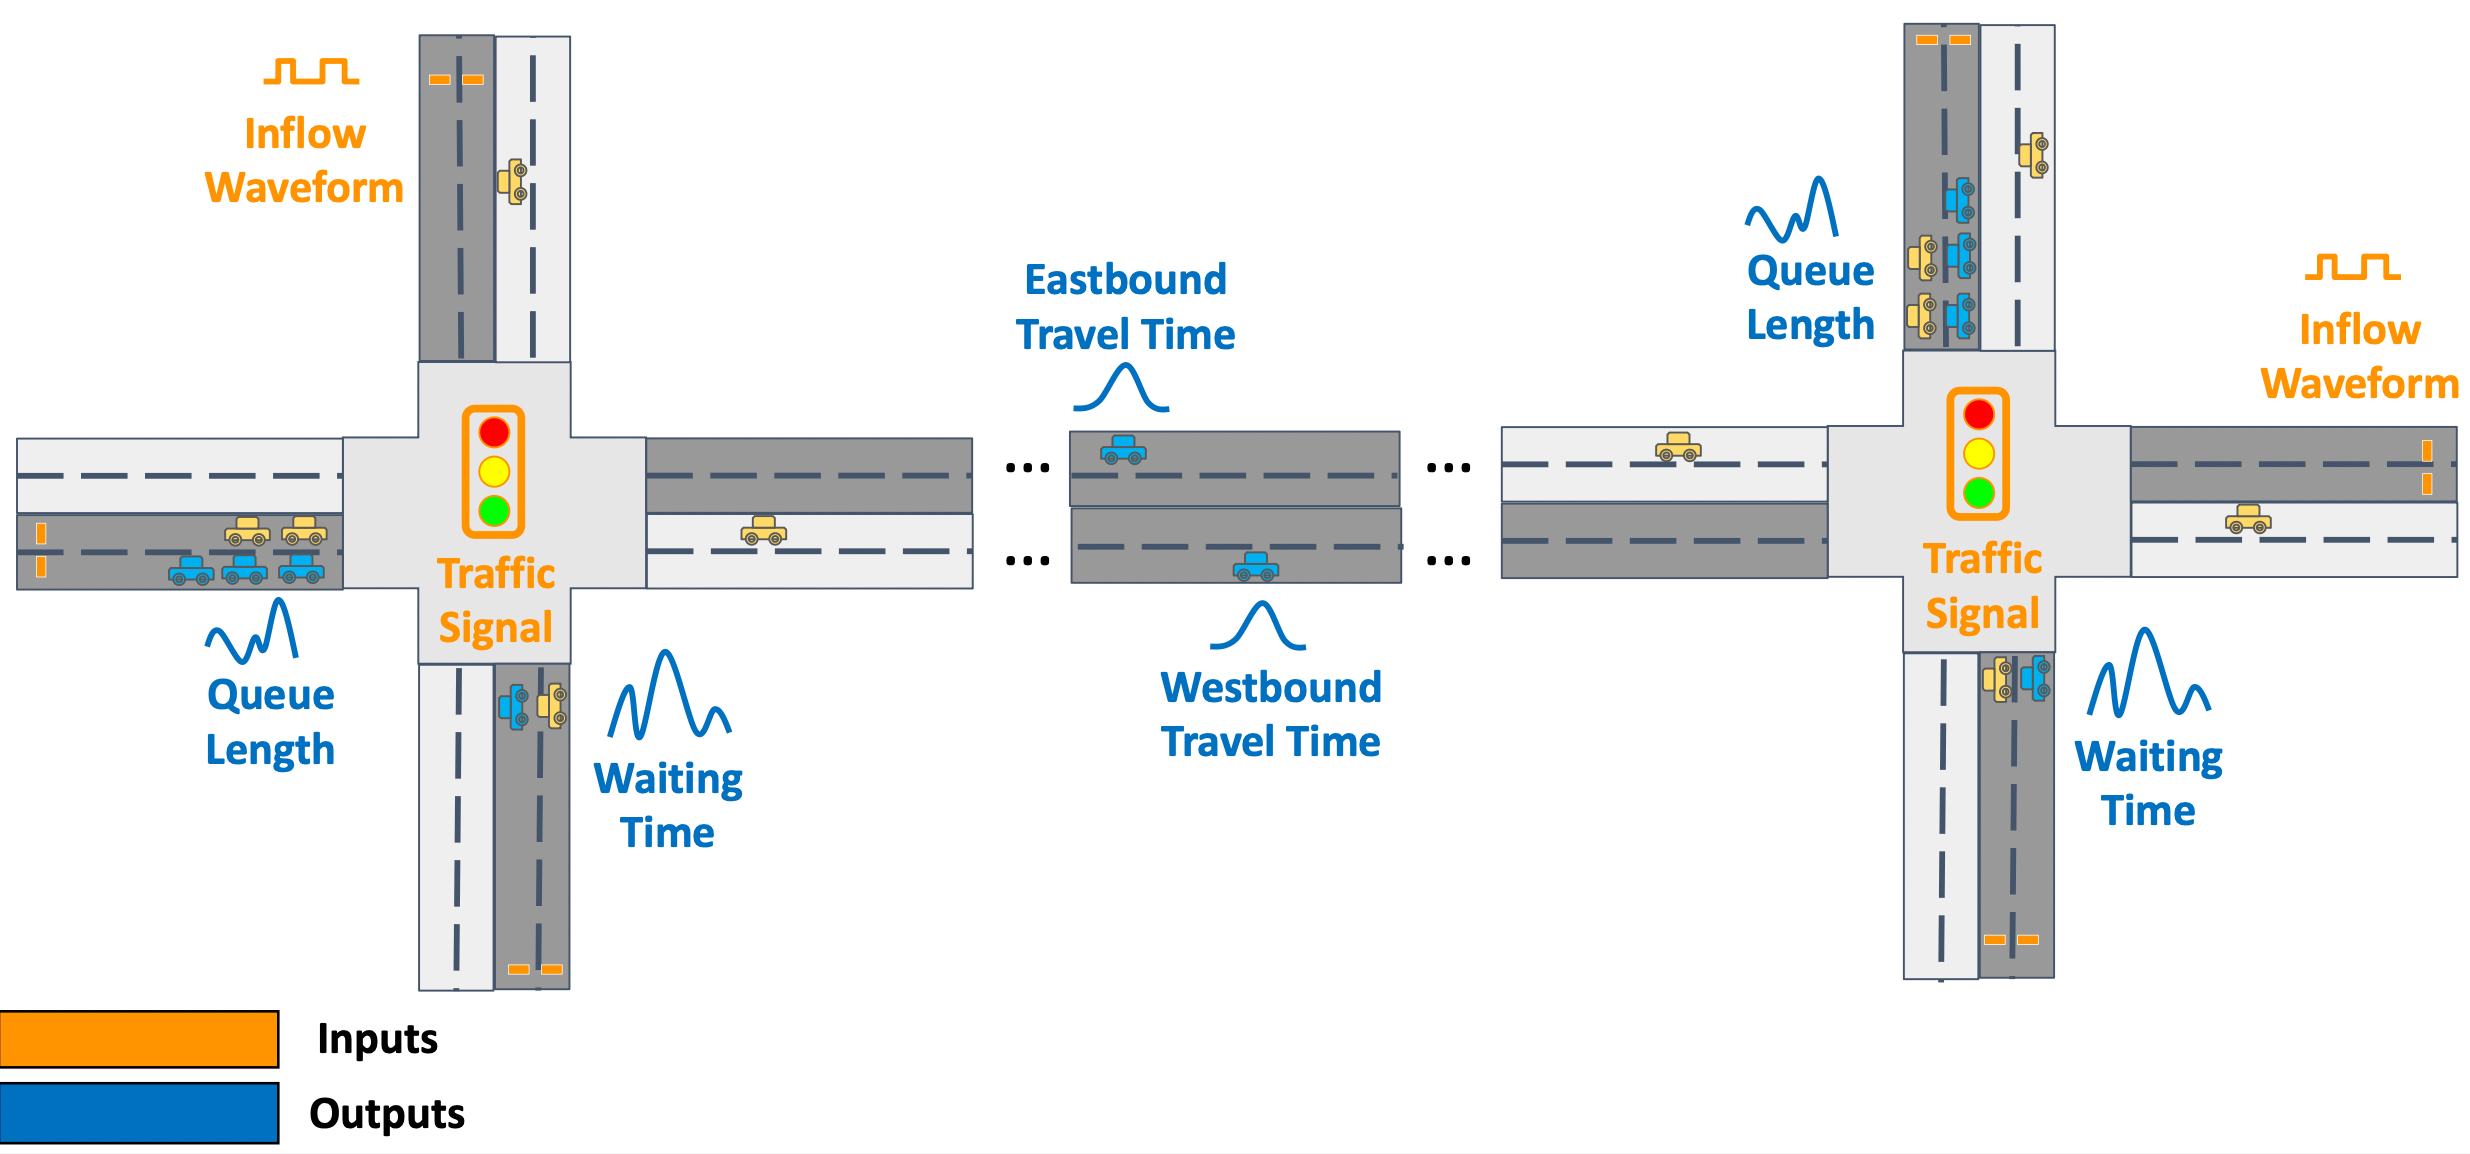 Inflow
Waveform
Eastbound
Travel Time
Queue
Length
Inflow
Waveform
...
...
Traffic
Signal
...
...
Traffic
Signal
Queue
Length
Waiting
Time
Westbound
Travel Time
Waiting
Time
Inputs
Outputs